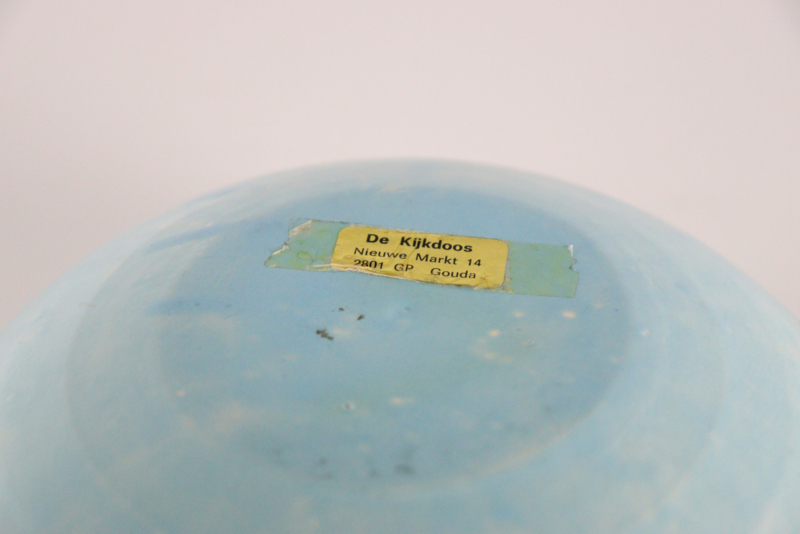 De Kijkdoos
Nieuwe Markt 14
2801 GP Gouda